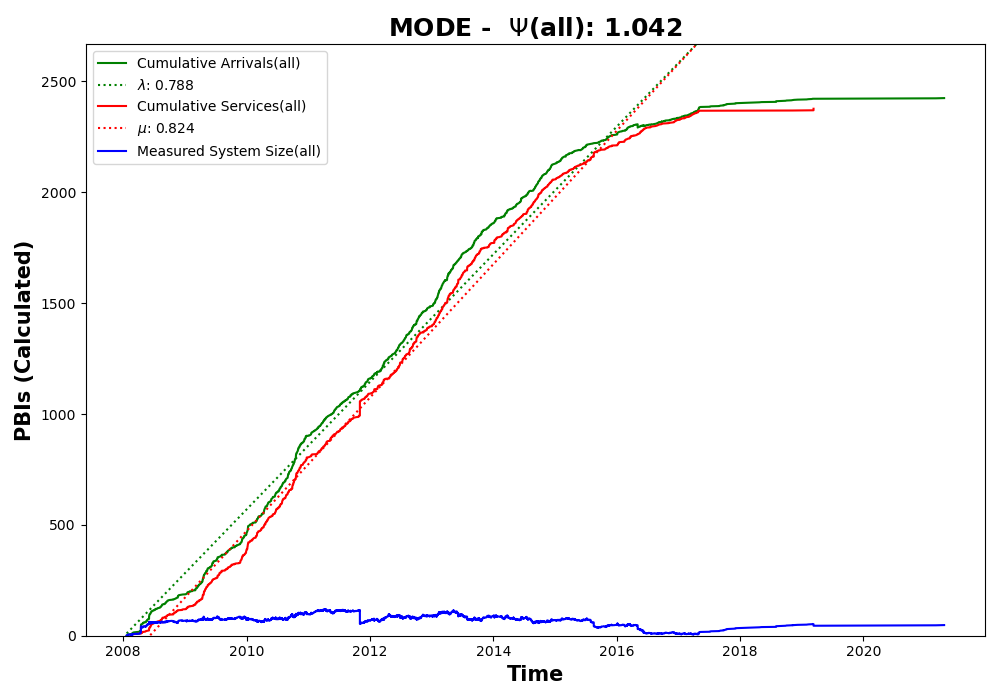 MODE -  Ψ(all): 1.042
Cumulative Arrivals(all)
λ: 0.788
Cumulative Services(all)
μ: 0.824
Measured System Size(all)
PBIs (Calculated)
2500
2000
1500
1000
500
0
2008 2010 2012 2014 2016 2018 2020
Time